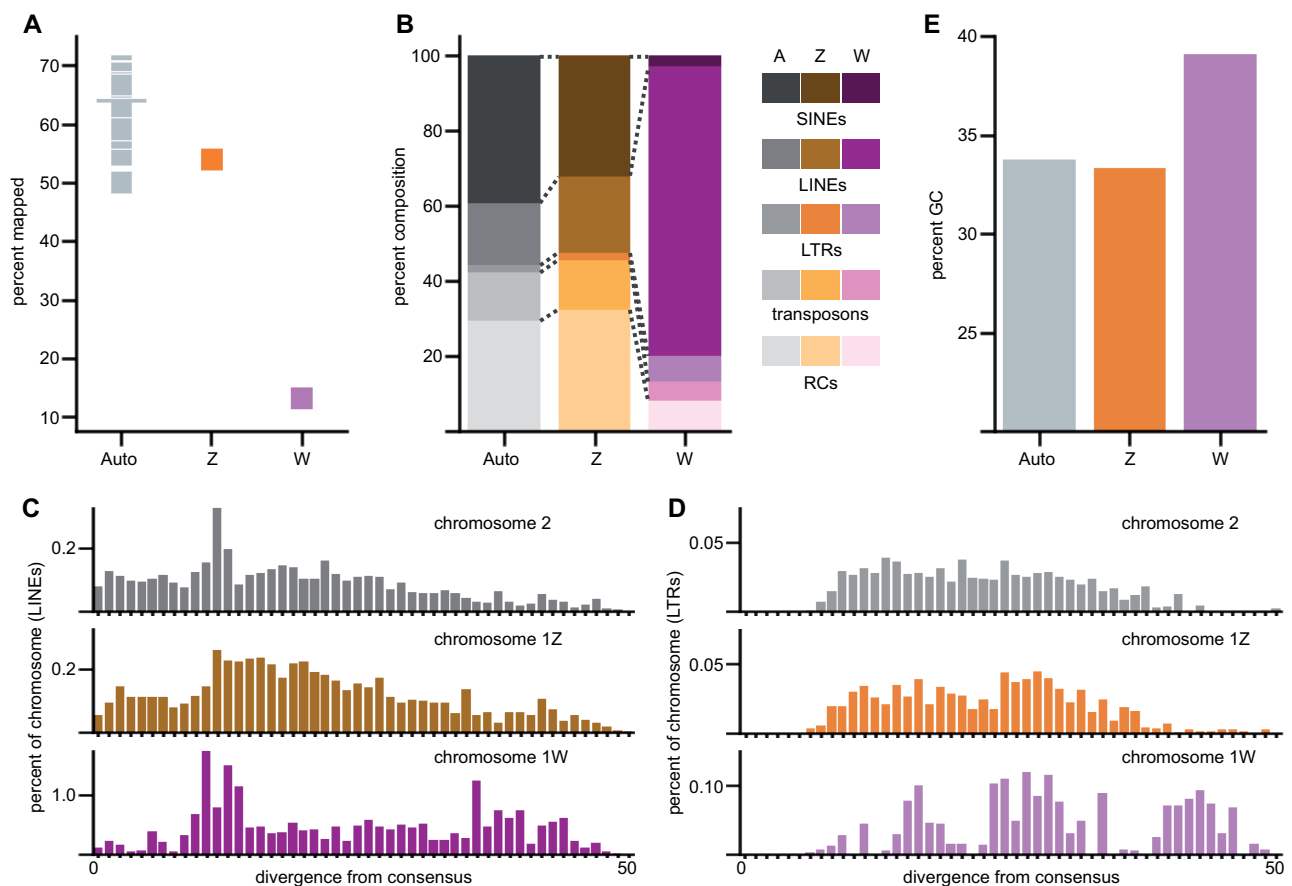 A
percent mapped
70
60
50
40
30
20
10
Auto Z W
B
percent composition
100
80
60
40
20
Auto Z W
A Z W
SINEs
LINEs
LTRs
transposons
RCs
E
percent GC
40
35
30
25
Auto Z W
C
percent of chromosome (LINEs)
chromosome 2
0.2
chromosome 1Z
0.2
chromosome 1W
1.0
0 50
divergence from consensus
D
percent of chromosome (LTRs)
chromosome 2
0.05
chromosome 1Z
0.05
chromosome 1W
0.10
0 50
divergence from consensus